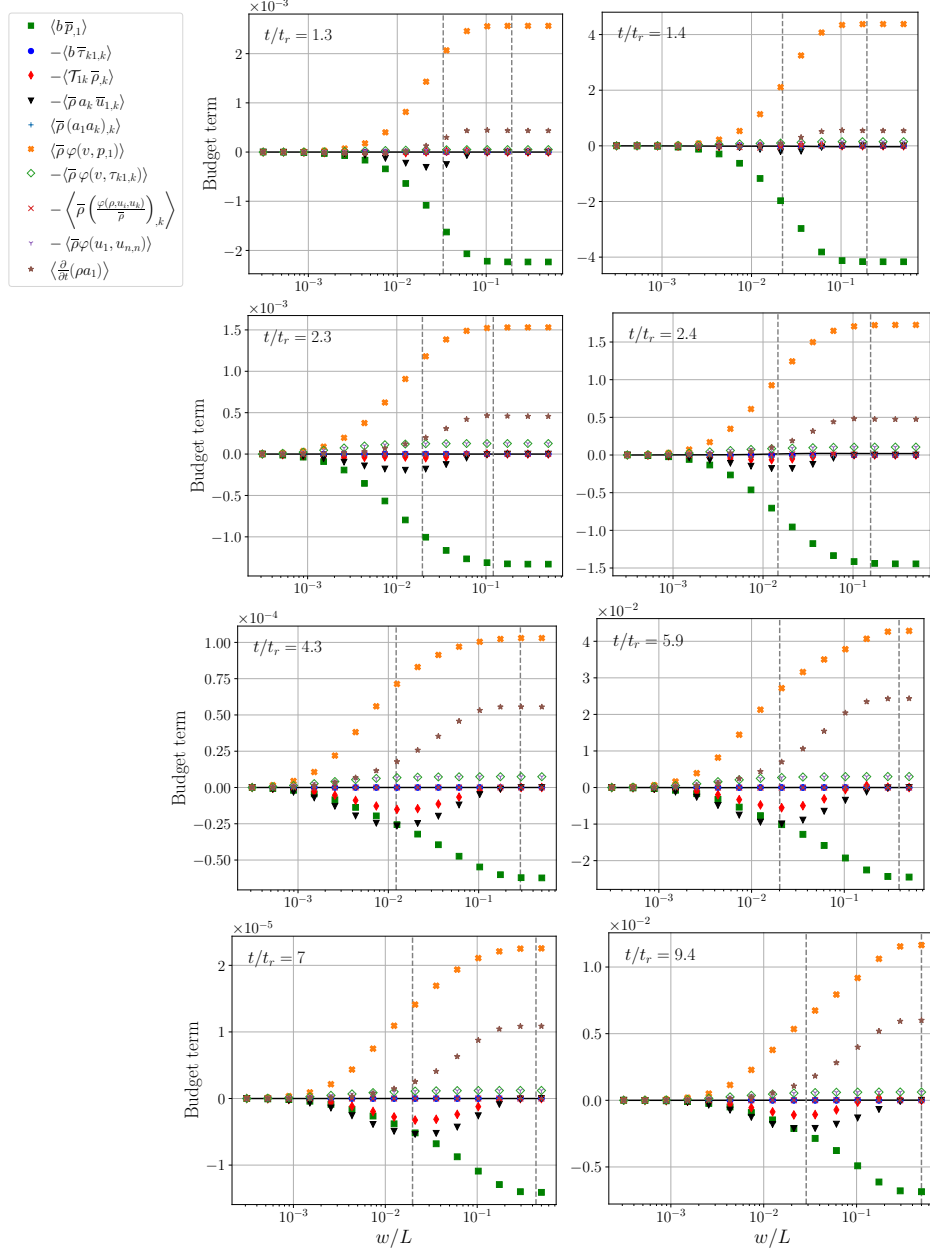 ⟨b p̅,₁⟩
−⟨b τ̅ₖ₁,ₖ⟩
−⟨𝒯₁ₖ ρ̅,ₖ⟩
−⟨ρ̅ aₖ u̅₁,ₖ⟩
⟨ρ̅ (a₁aₖ),ₖ⟩
⟨ρ̅ φ(v, p,₁)⟩
−⟨ρ̅ φ(v, τₖ₁,ₖ)⟩
−⟨ρ̅ (φ(ρ,uᵢ,uₖ)/ρ̅),ₖ⟩
−⟨ρ̅φ(u₁, uₙ,ₙ)⟩
⟨∂/∂t(ρa₁)⟩
×10⁻³
t/tᵣ = 1.3
2
1
0
−1
−2
10⁻³ 10⁻² 10⁻¹
Budget term
t/tᵣ = 1.4
4
2
0
−2
−4
10⁻³ 10⁻² 10⁻¹
×10⁻³
t/tᵣ = 2.3
1.5
1.0
0.5
0.0
−0.5
−1.0
10⁻³ 10⁻² 10⁻¹
Budget term
t/tᵣ = 2.4
1.5
1.0
0.5
0.0
−0.5
−1.0
−1.5
10⁻³ 10⁻² 10⁻¹
×10⁻⁴
t/tᵣ = 4.3
1.00
0.75
0.50
0.25
0.00
−0.25
−0.50
10⁻³ 10⁻² 10⁻¹
Budget term
×10⁻²
t/tᵣ = 5.9
4
2
0
−2
10⁻³ 10⁻² 10⁻¹
×10⁻⁵
t/tᵣ = 7
2
1
0
−1
10⁻³ 10⁻² 10⁻¹
w/L
Budget term
×10⁻²
t/tᵣ = 9.4
1.0
0.5
0.0
−0.5
10⁻³ 10⁻² 10⁻¹
w/L